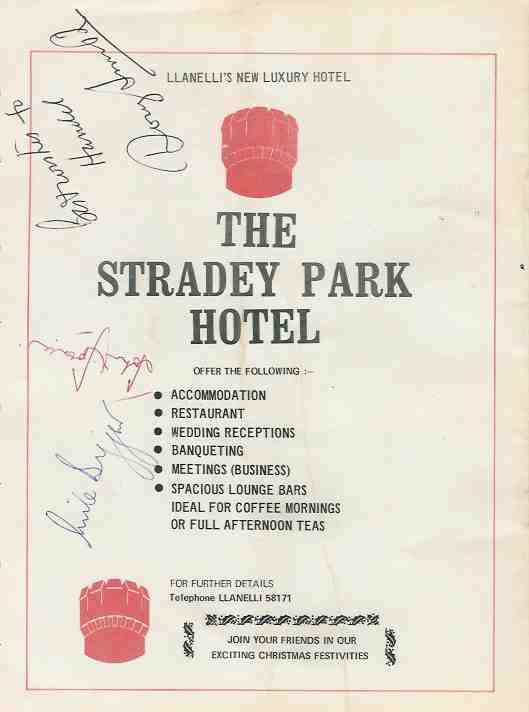 LLANELLI'S NEW LUXURY HOTEL
THE
STRADEY PARK
HOTEL
OFFER THE FOLLOWING :—
● ACCOMMODATION
● RESTAURANT
● WEDDING RECEPTIONS
● BANQUETING
● MEETINGS (BUSINESS)
● SPACIOUS LOUNGE BARS
IDEAL FOR COFFEE MORNINGS
OR FULL AFTERNOON TEAS
FOR FURTHER DETAILS
Telephone LLANELLI 58171
JOIN YOUR FRIENDS IN OUR
EXCITING CHRISTMAS FESTIVITIES